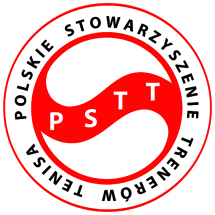 POLSKIE STOWARZYSZENIE TRENERÓW TENISA
PSTT